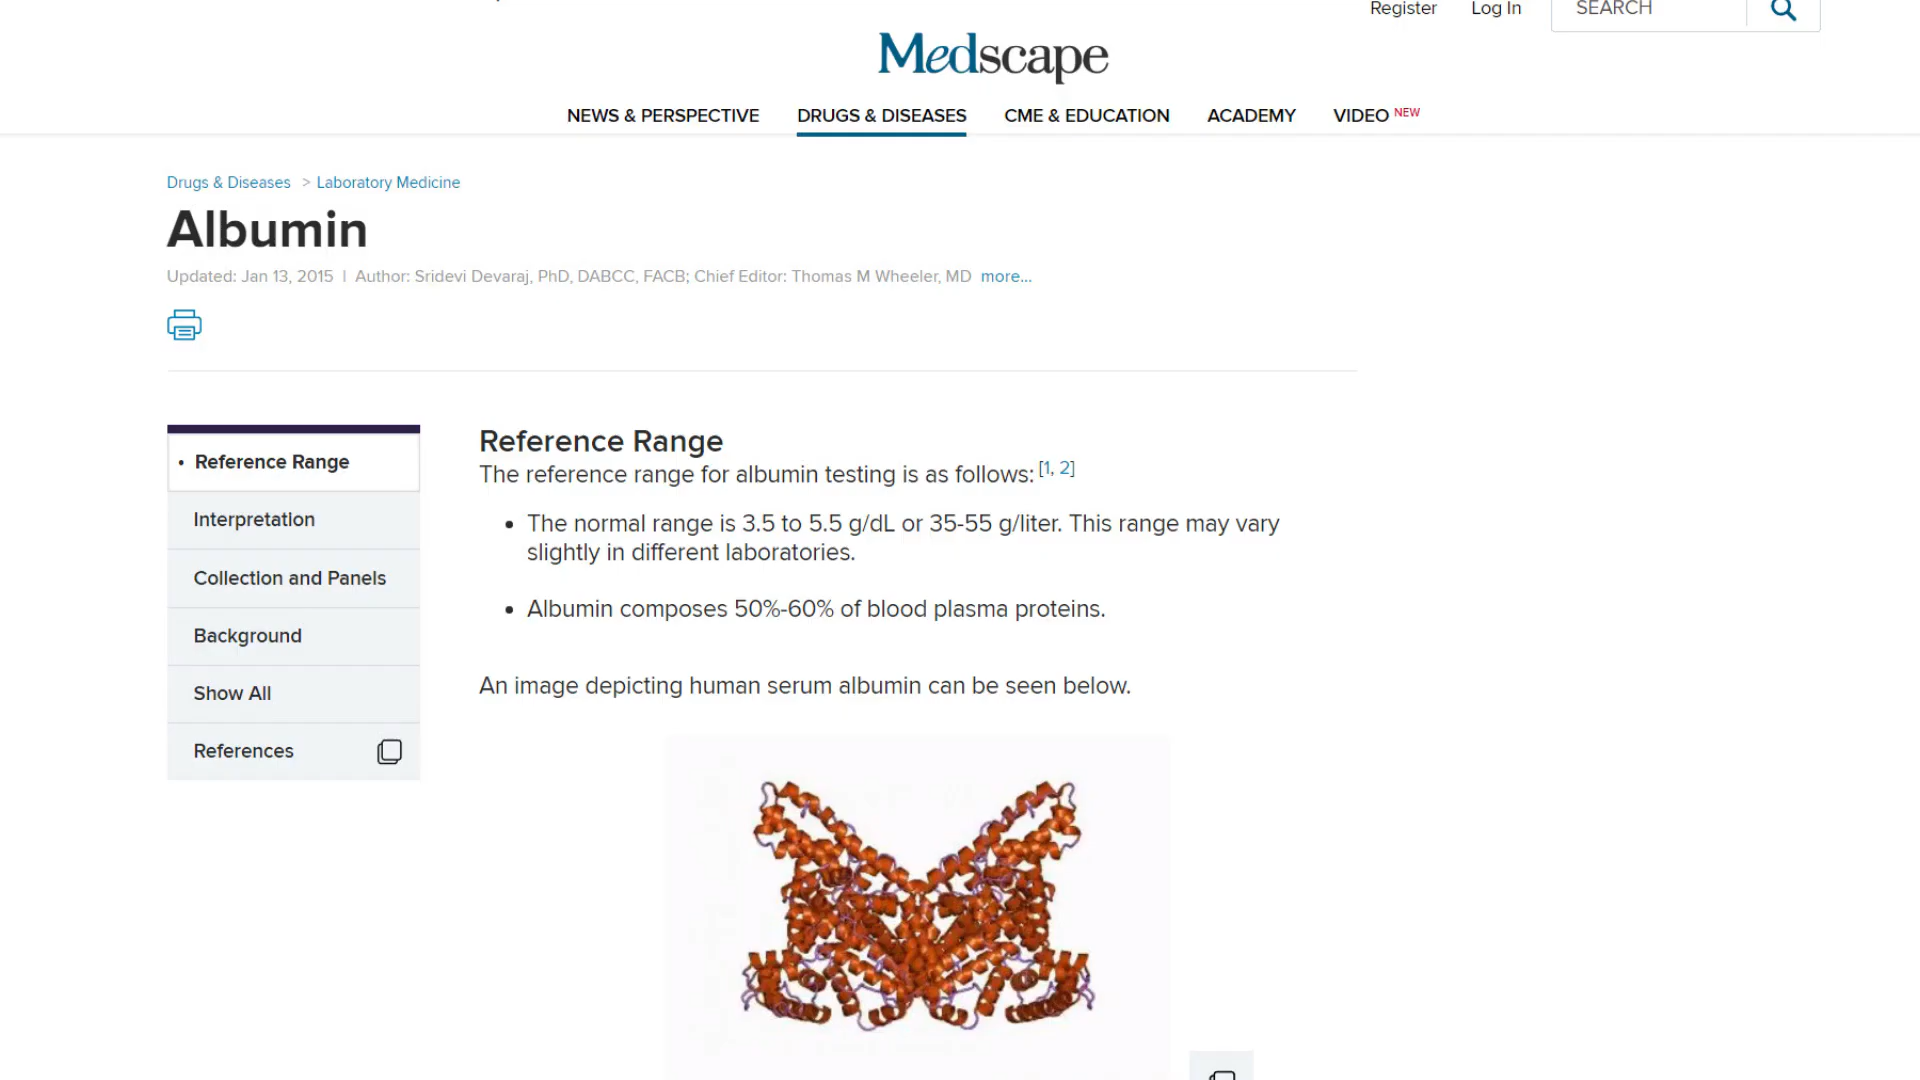 Register Log In SEARCH
Medscape
NEWS & PERSPECTIVE DRUGS & DISEASES CME & EDUCATION ACADEMY VIDEO NEW
Drugs & Diseases > Laboratory Medicine
Albumin
Updated: Jan 13, 2015 | Author: Sridevi Devaraj, PhD, DABCC, FACB; Chief Editor: Thomas M Wheeler, MD more...
• Reference Range
Interpretation
Collection and Panels
Background
Show All
References
Reference Range
The reference range for albumin testing is as follows: [1, 2]
• The normal range is 3.5 to 5.5 g/dL or 35-55 g/liter. This range may vary
slightly in different laboratories.
• Albumin composes 50%-60% of blood plasma proteins.
An image depicting human serum albumin can be seen below.